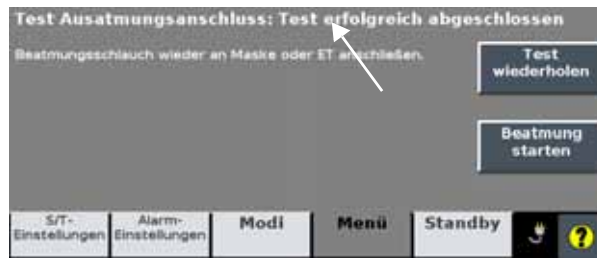 Test Ausatmungsanschluss: Test erfolgreich abgeschlossen
Beatmungsschlauch wieder an Maske oder ET anschließen.
Test
wiederholen
Beatmung
starten
S/T-
Einstellungen
Alarm-
Einstellungen
Modi
Menü
Standby
?